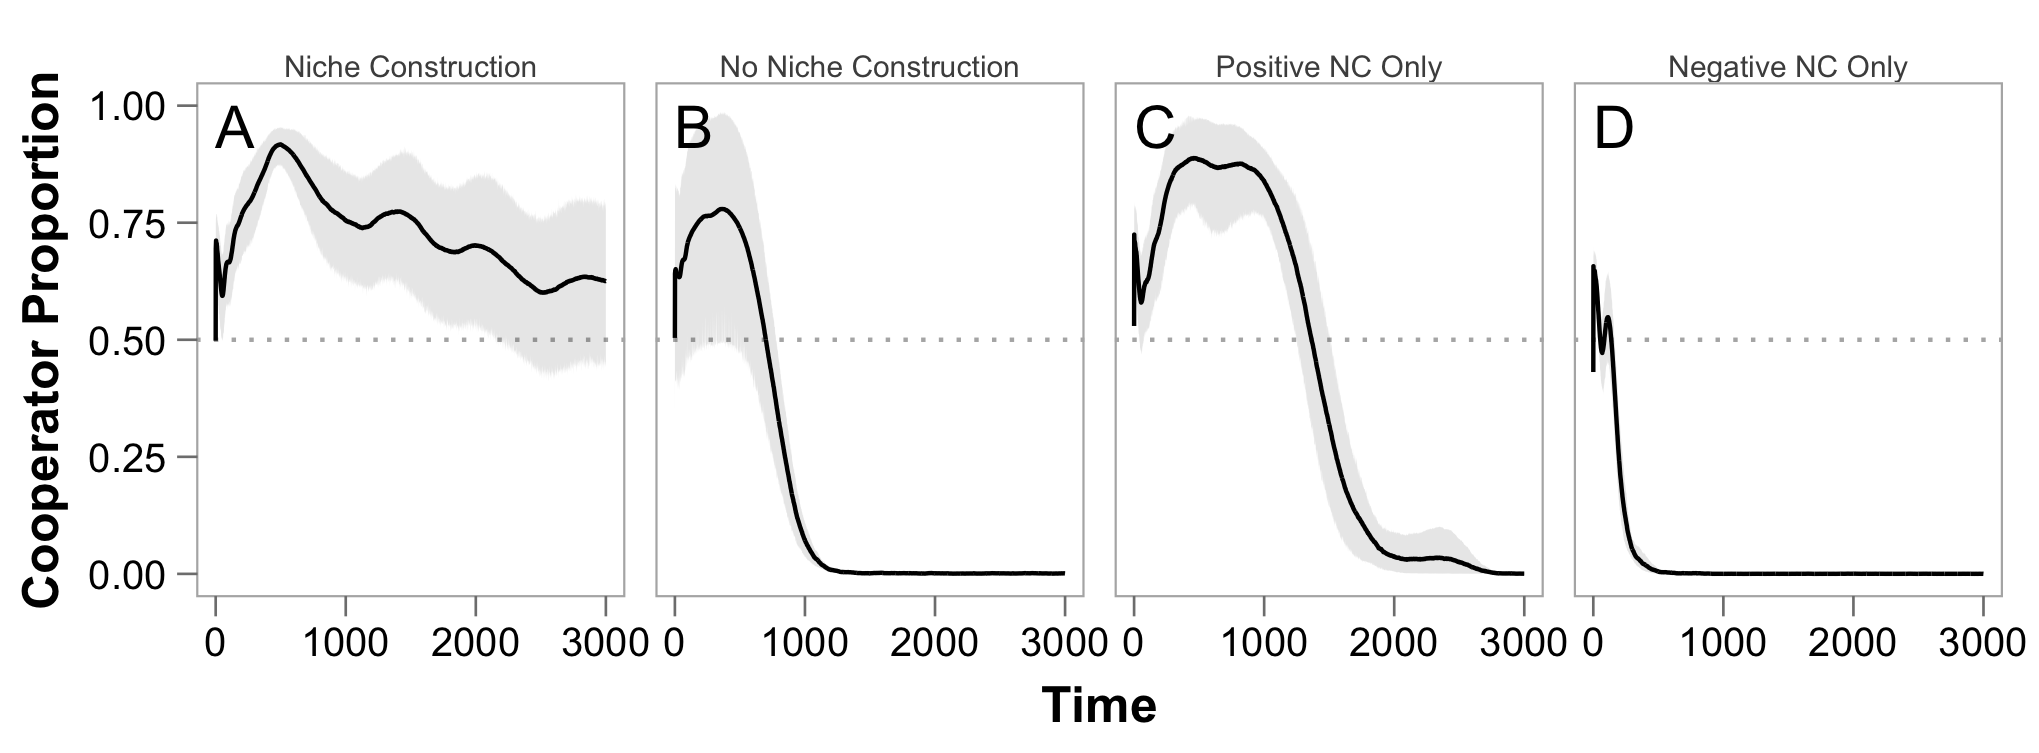 Niche Construction
No Niche Construction
Positive NC Only
Negative NC Only
Cooperator Proportion
1.00
0.75
0.50
0.25
0.00
A
B
C
D
0 1000 2000 3000
0 1000 2000 3000
0 1000 2000 3000
0 1000 2000 3000
Time